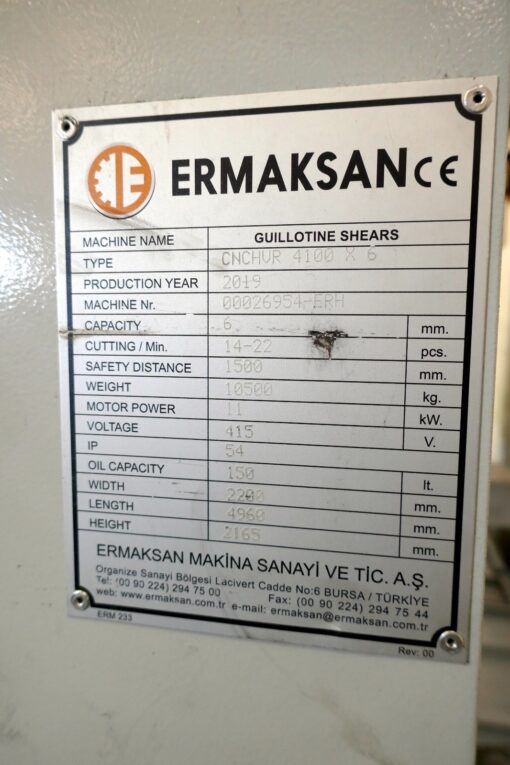 ERMAKSAN CE
MACHINE NAME GUILLOTINE SHEARS
TYPE CNCHVR 4100 X 6
PRODUCTION YEAR 2019
MACHINE Nr. 00026954-ERH
CAPACITY 6 mm.
CUTTING / Min. 14-22 pcs.
SAFETY DISTANCE 1500 mm.
WEIGHT 10500 kg.
MOTOR POWER 11 kW.
VOLTAGE 415 V.
IP 54
OIL CAPACITY 150 lt.
WIDTH 2200 mm.
LENGTH 4960 mm.
HEIGHT 2165 mm.
ERMAKSAN MAKİNA SANAYİ VE TİC. A.Ş.
Organize Sanayi Bölgesi Lacivert Cadde No:6 BURSA / TÜRKİYE
Tel: (00 90 224) 294 75 00 Fax: (00 90 224) 294 75 44
web: www.ermaksan.com.tr e-mail: ermaksan@ermaksan.com.tr
ERM 233 Rev: 00